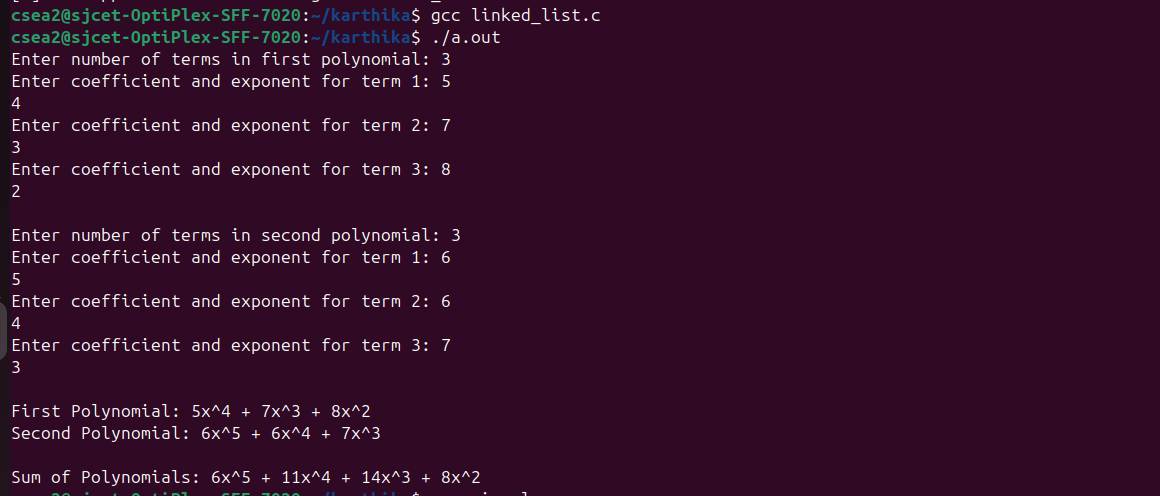 csea2@sjcet-OptiPlex-SFF-7020:~/karthika$ gcc linked_list.c
csea2@sjcet-OptiPlex-SFF-7020:~/karthika$ ./a.out
Enter number of terms in first polynomial: 3
Enter coefficient and exponent for term 1: 5
4
Enter coefficient and exponent for term 2: 7
3
Enter coefficient and exponent for term 3: 8
2
Enter number of terms in second polynomial: 3
Enter coefficient and exponent for term 1: 6
5
Enter coefficient and exponent for term 2: 6
4
Enter coefficient and exponent for term 3: 7
3
First Polynomial: 5x^4 + 7x^3 + 8x^2
Second Polynomial: 6x^5 + 6x^4 + 7x^3
Sum of Polynomials: 6x^5 + 11x^4 + 14x^3 + 8x^2